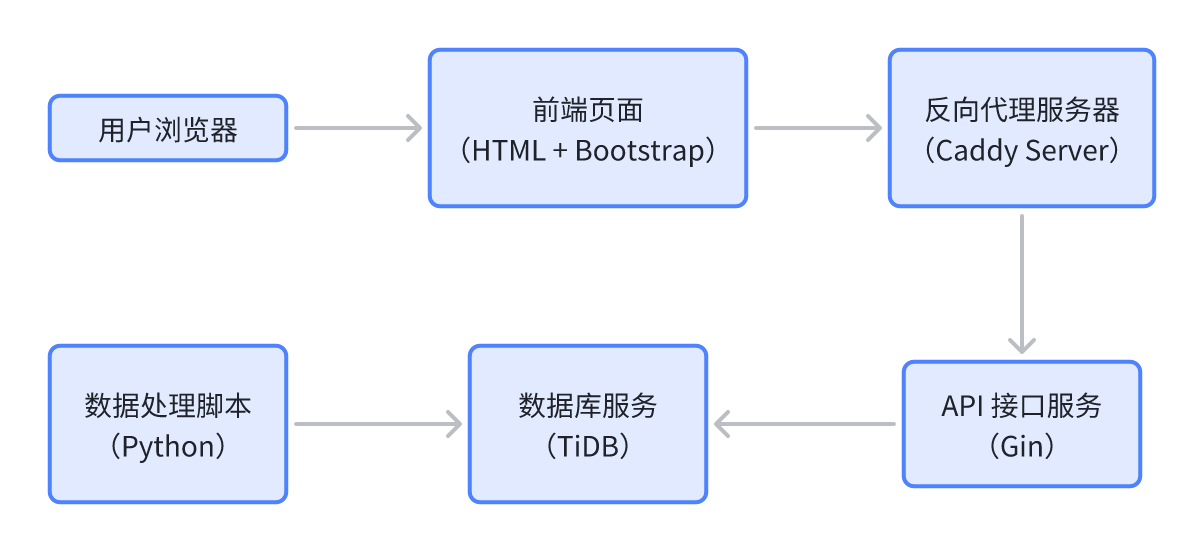 用户浏览器
前端页面
（HTML + Bootstrap）
反向代理服务器
（Caddy Server）
数据处理脚本
（Python）
数据库服务
（TiDB）
API 接口服务
（Gin）